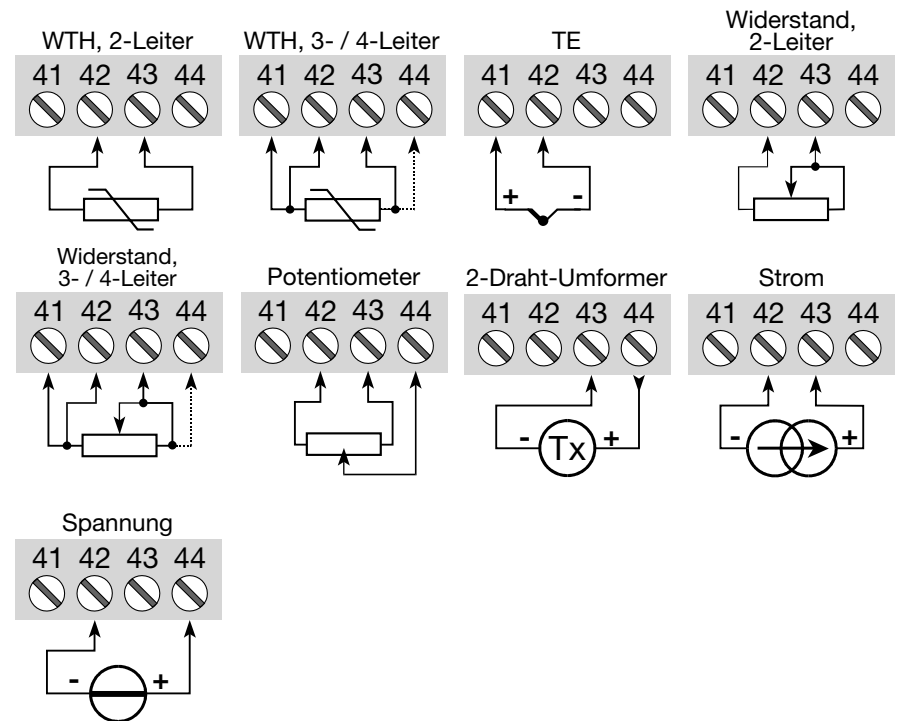 WTH, 2-Leiter
41 42 43 44
WTH, 3- / 4-Leiter
41 42 43 44
TE
41 42 43 44
+ -
Widerstand,
2-Leiter
41 42 43 44
Widerstand,
3- / 4-Leiter
41 42 43 44
Potentiometer
41 42 43 44
2-Draht-Umformer
41 42 43 44
- Tx +
Strom
41 42 43 44
- +
Spannung
41 42 43 44
- +